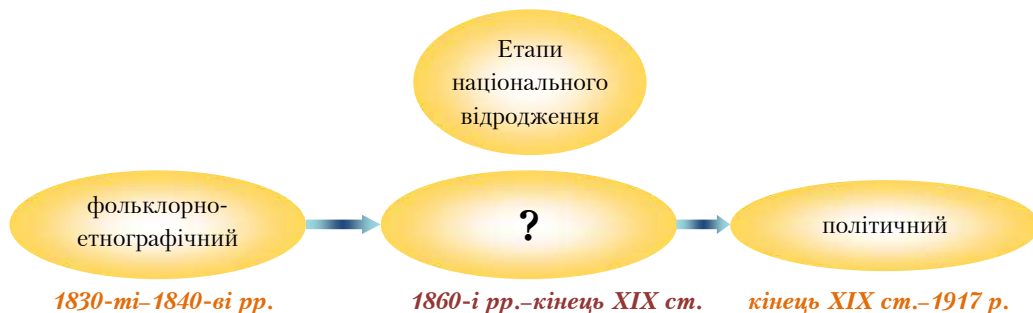 Етапи
національного
відродження
фольклорно-
етнографічний
?
політичний
1830-ті–1840-ві рр.
1860-і рр.–кінець XIX ст.
кінець XIX ст.–1917 р.